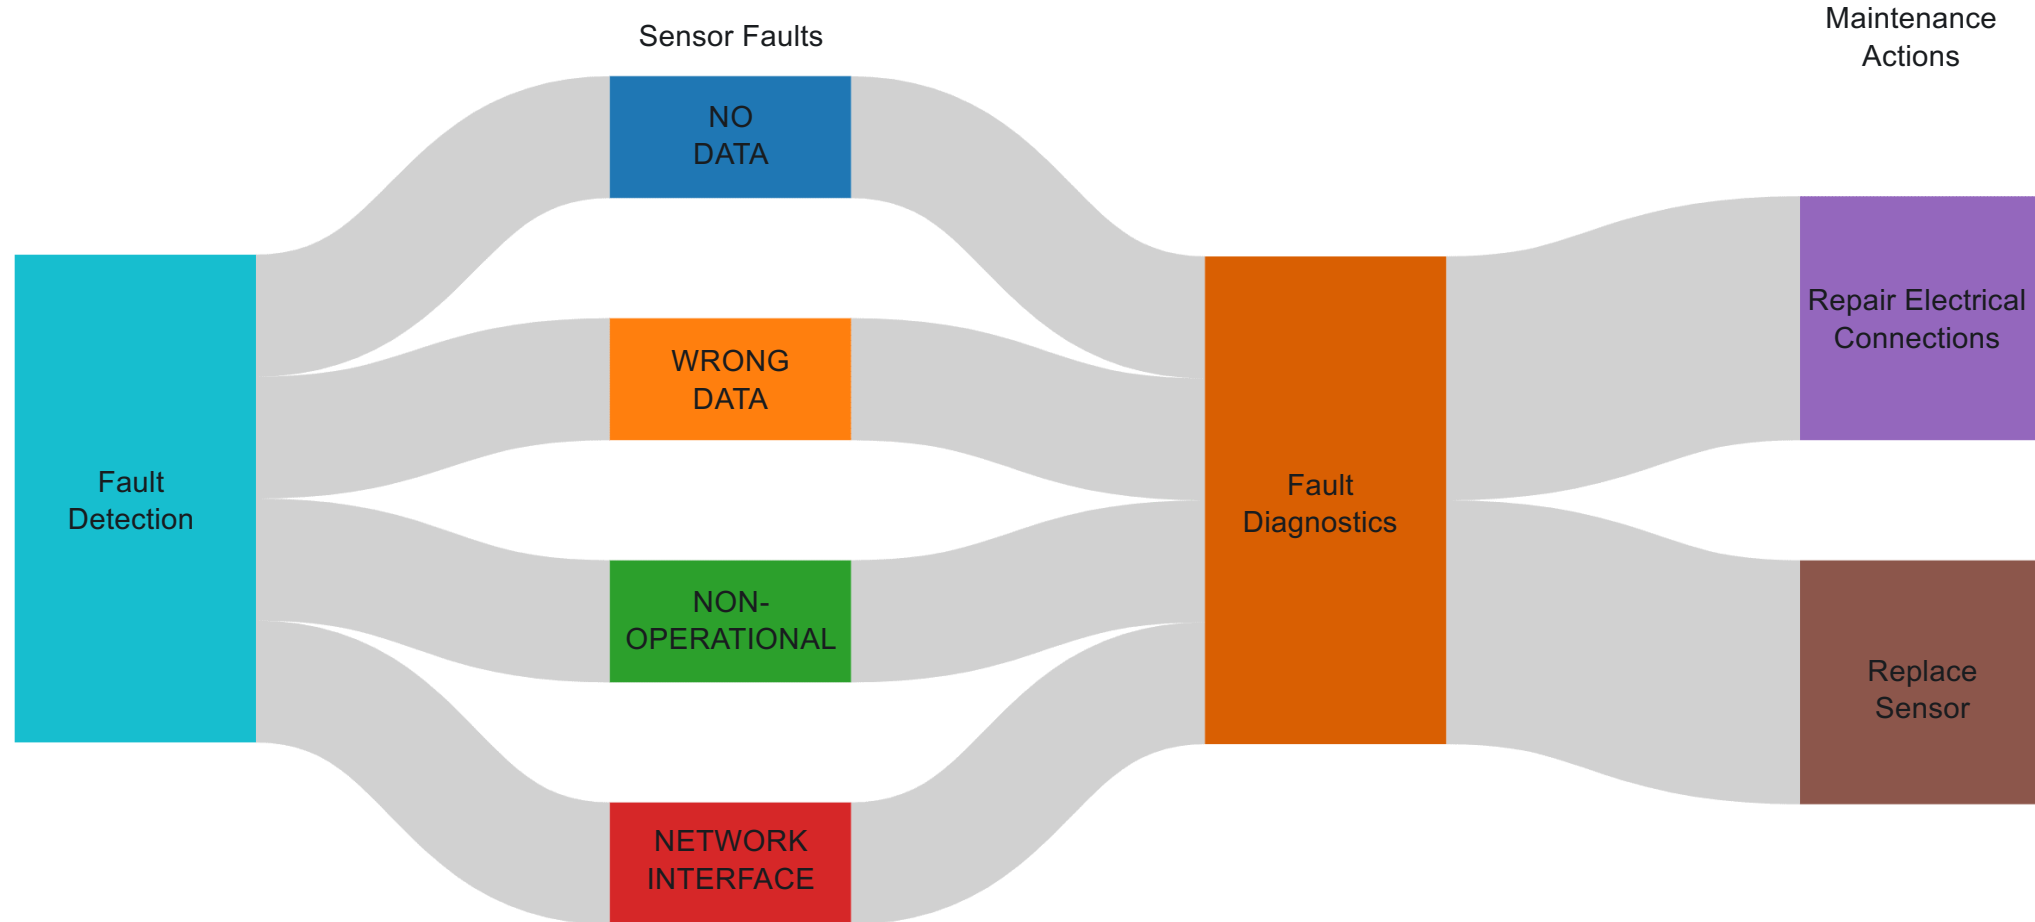 Sensor Faults
Maintenance
Actions
NO
DATA
WRONG
DATA
Fault
Detection
NON-
OPERATIONAL
NETWORK
INTERFACE
Fault
Diagnostics
Repair Electrical
Connections
Replace
Sensor